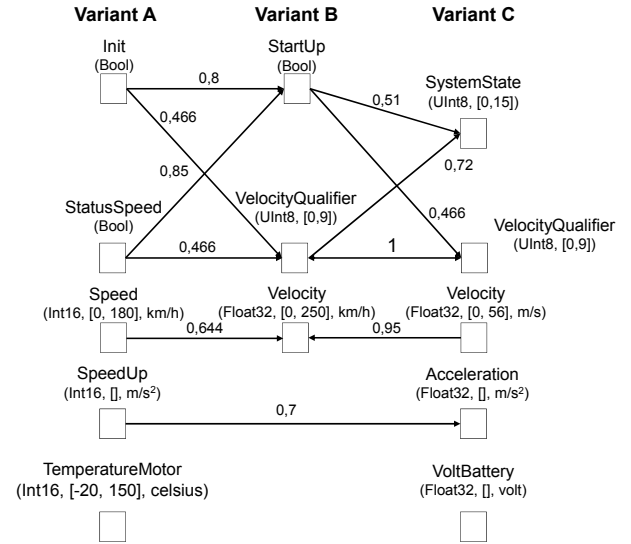 Variant A Variant B Variant C
Init
(Bool)
StartUp
(Bool)
SystemState
(UInt8, [0,15])
0,8
0,51
0,466
0,72
0,85
StatusSpeed
(Bool)
VelocityQualifier
(UInt8, [0,9])
0,466
VelocityQualifier
(UInt8, [0,9])
0,466
1
Speed
(Int16, [0, 180], km/h)
Velocity
(Float32, [0, 250], km/h)
Velocity
(Float32, [0, 56], m/s)
0,644
0,95
SpeedUp
(Int16, [], m/s²)
Acceleration
(Float32, [], m/s²)
0,7
TemperatureMotor
(Int16, [-20, 150], celsius)
VoltBattery
(Float32, [], volt)